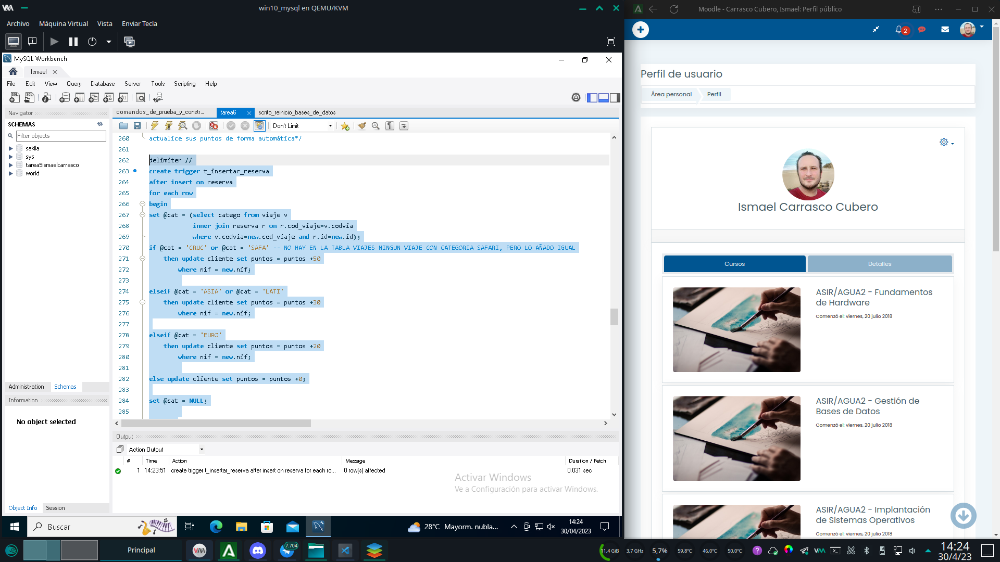 win10_mysql en QEMU/KVM
Archivo Máquina Virtual Vista Enviar Tecla
MySQL Workbench
Ismael
File Edit View Query Database Server Tools Scripting Help
Navigator
SCHEMAS
Filter objects
sakila
sys
tarea5ismaelcarrasco
world
Administration Schemas
Information
No object selected
Object Info Session
comandos_de_prueba_y_constr... tarea6 scritp_reinicio_bases_de_datos
Don't Limit
260 actualice sus puntos de forma automática*/
261
262 delimiter //
263 create trigger t_insertar_reserva
264 after insert on reserva
265 for each row
266 begin
267 set @cat = (select catego from viaje v
268 inner join reserva r on r.cod_viaje=v.codvia
269 where v.codvia=new.cod_viaje and r.id=new.id);
270 if @cat = 'CRUC' or @cat = 'SAFA' -- NO HAY EN LA TABLA VIAJES NINGUN VIAJE CON CATEGORIA SAFARI, PERO LO AÑADO IGUAL
271 then update cliente set puntos = puntos +50
272 where nif = new.nif;
273
274 elseif @cat = 'ASIA' or @cat = 'LATI'
275 then update cliente set puntos = puntos +30
276 where nif = new.nif;
277
278 elseif @cat = 'EURO'
279 then update cliente set puntos = puntos +20
280 where nif = new.nif;
281
282 else update cliente set puntos = puntos +0;
283
284 set @cat = NULL;
285
Output
Action Output
# Time Action Message Duration / Fetch
1 14:23:51 create trigger t_insertar_reserva after insert on reserva for each ro... 0 row(s) affected 0.031 sec
Activar Windows
Ve a Configuración para activar Windows.
Buscar
28°C Mayorm. nubla...
14:24
30/04/2023
Moodle - Carrasco Cubero, Ismael: Perfil público
2
Perfil de usuario
Área personal Perfil
Ismael Carrasco Cubero
Cursos Detalles
ASIR/AGUA2 - Fundamentos
de Hardware
Comenzó el: viernes, 20 julio 2018
ASIR/AGUA2 - Gestión de
Bases de Datos
Comenzó el: viernes, 20 julio 2018
ASIR/AGUA2 - Implantación
de Sistemas Operativos
Comenzó el: viernes, 20 julio 2018
Principal
7.704
11,4 GiB 3,7 GHz 5,7% 59,8°C 46,0°C 50,0°C
14:24
30/4/23